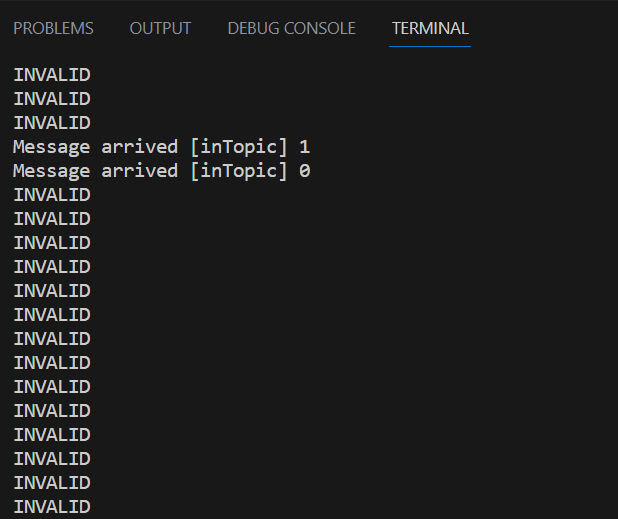 PROBLEMS OUTPUT DEBUG CONSOLE TERMINAL
INVALID
INVALID
INVALID
Message arrived [inTopic] 1
Message arrived [inTopic] 0
INVALID
INVALID
INVALID
INVALID
INVALID
INVALID
INVALID
INVALID
INVALID
INVALID
INVALID
INVALID
INVALID
INVALID